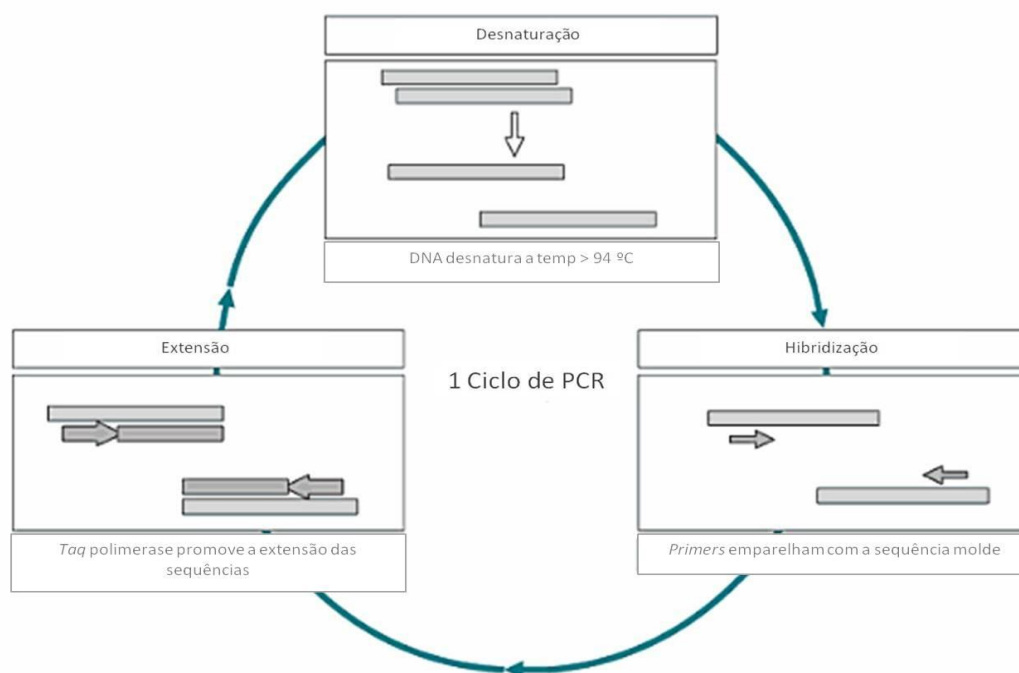 Desnaturação
DNA desnatura a temp > 94 ºC
Extensão
Hibridização
1 Ciclo de PCR
Taq polimerase promove a extensão das
sequências
Primers emparelham com a sequência molde